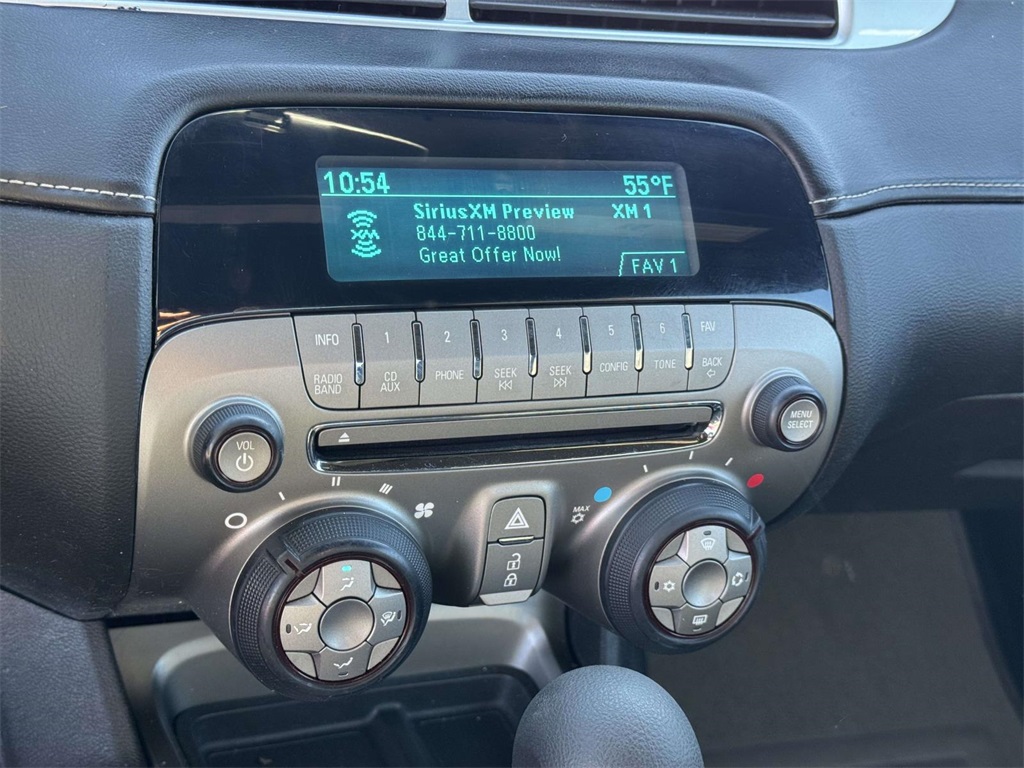 10:54 55°F
SiriusXM Preview XM 1
XM 844-711-8800
Great Offer Now!
FAV 1
INFO 1 2 3 4 5 6 FAV
RADIO BAND CD AUX PHONE SEEK SEEK CONFIG TONE BACK
VOL
MENU
SELECT
MAX